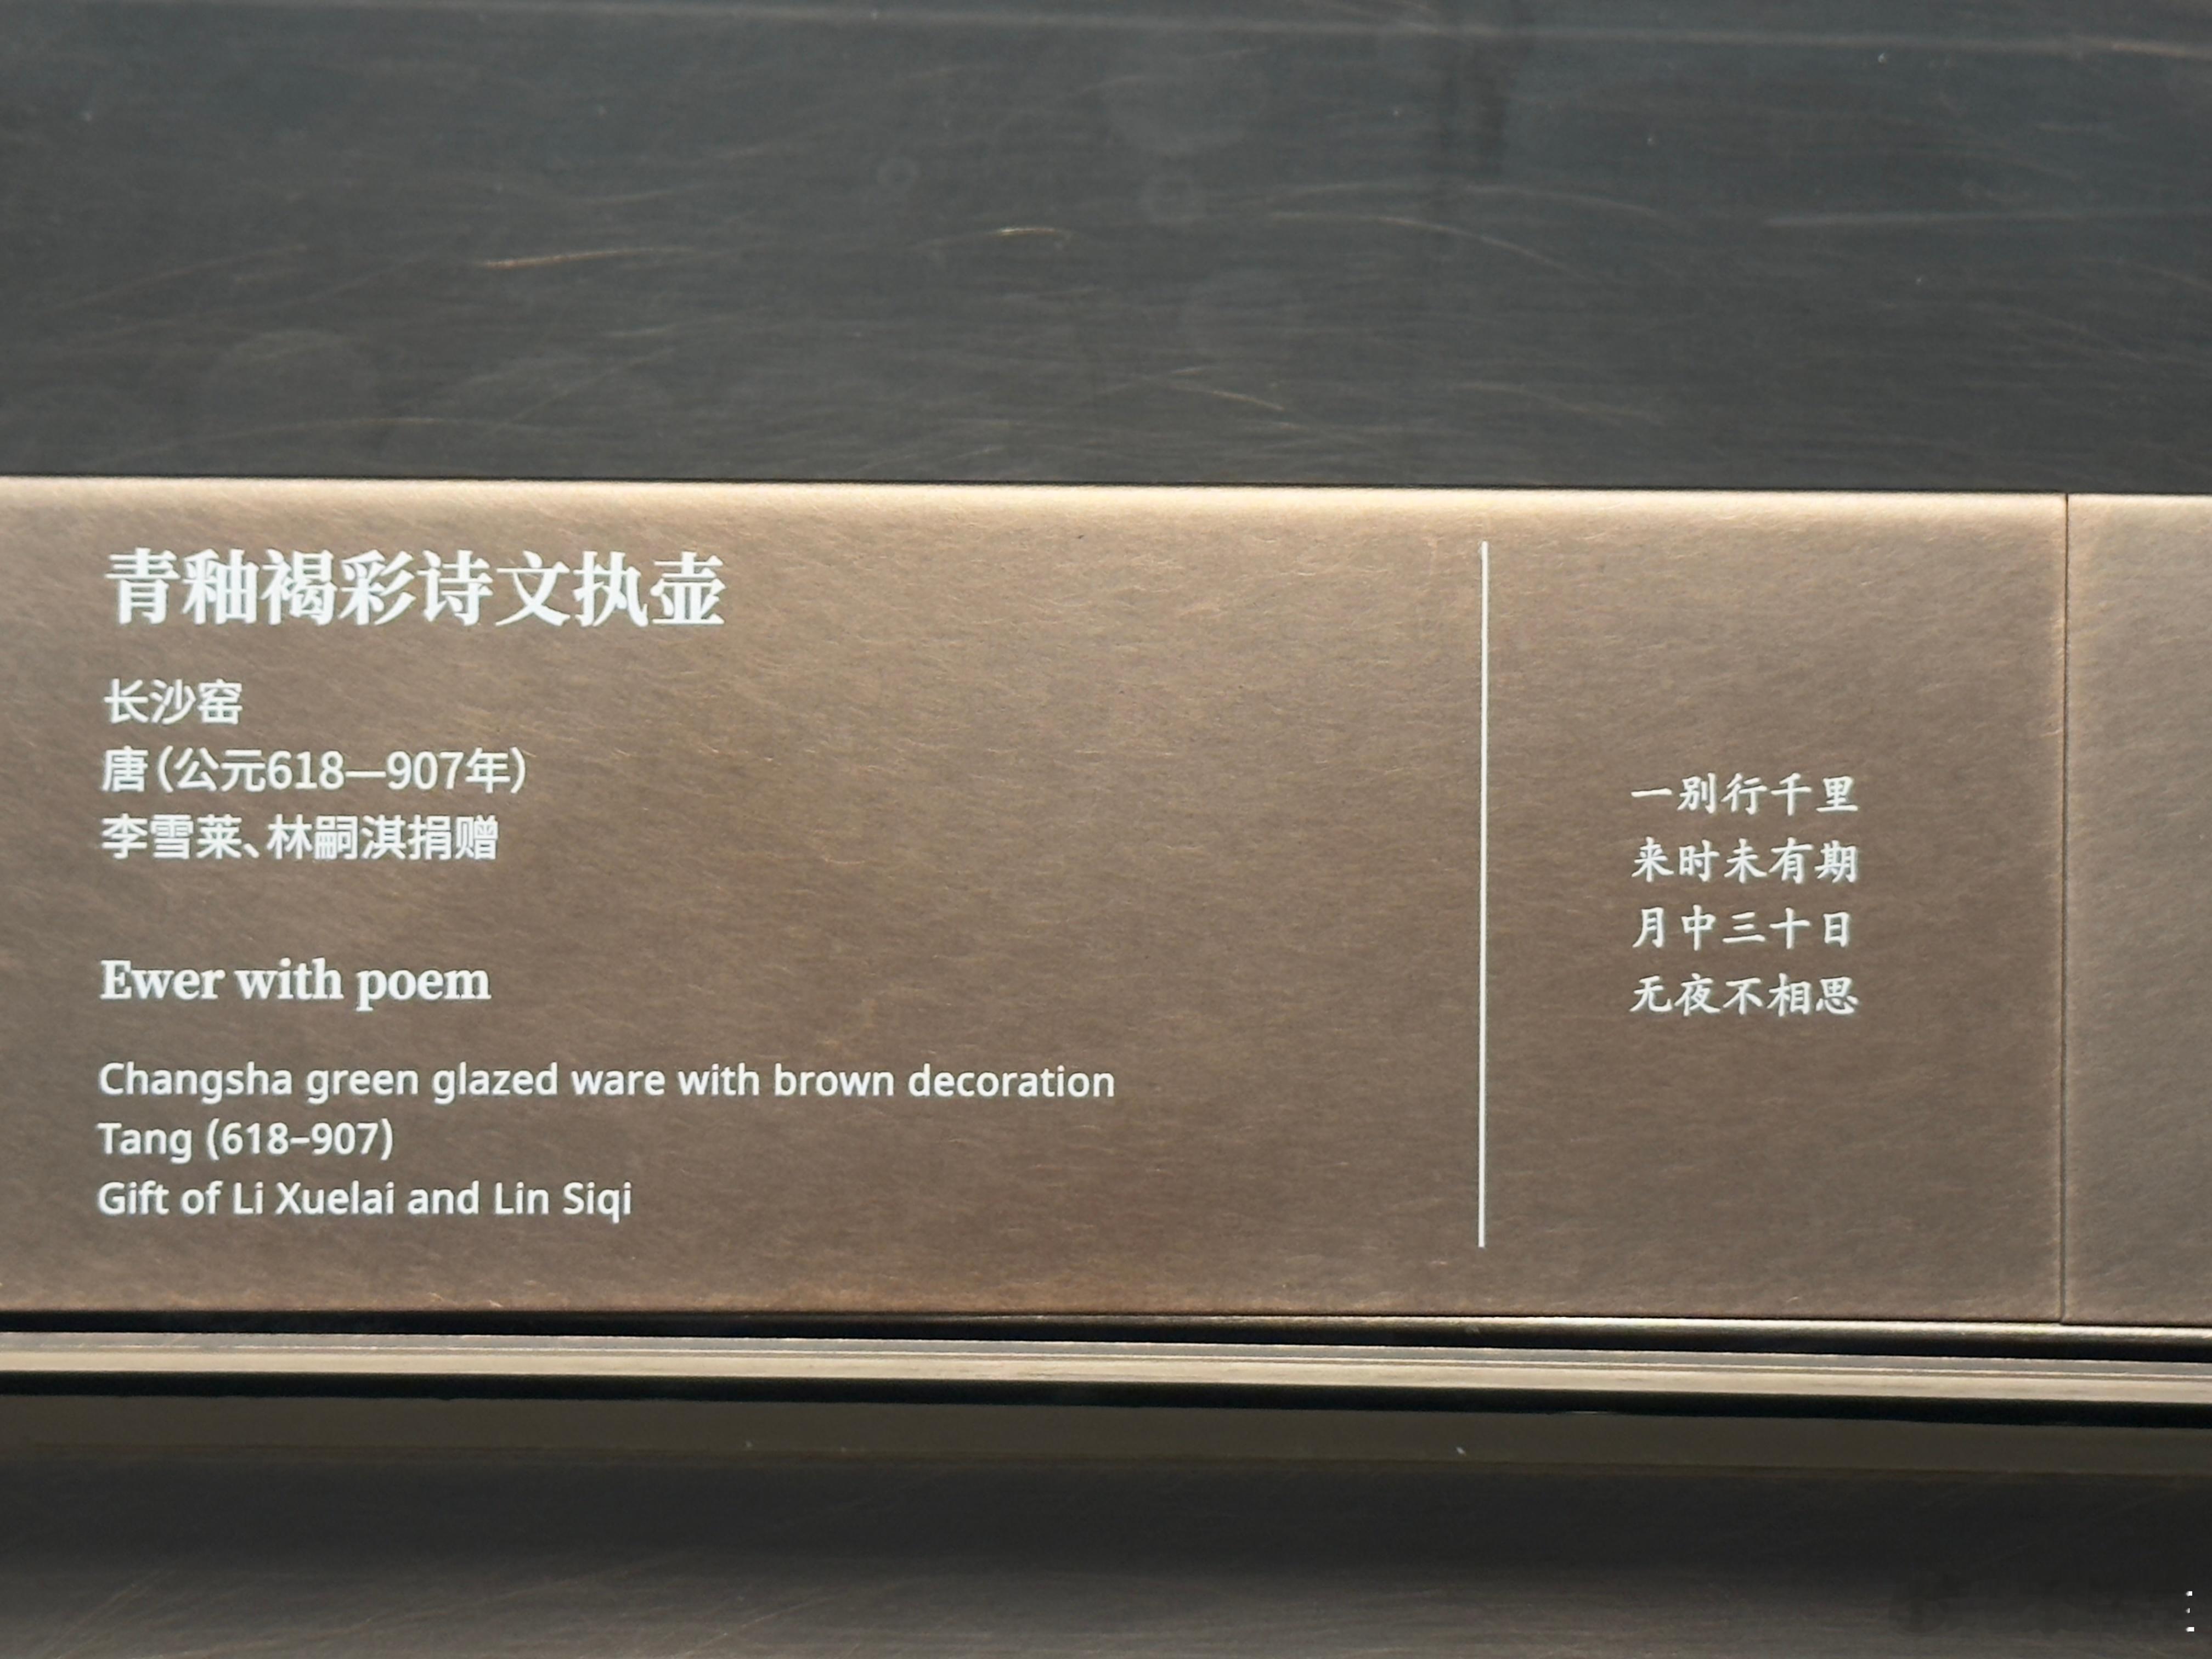 青釉褐彩诗文执壶
长沙窑
唐（公元618—907年）
李雪莱、林嗣淇捐赠
Ewer with poem
Changsha green glazed ware with brown decoration
Tang (618–907)
Gift of Li Xuelai and Lin Siqi
一别行千里
来时未有期
月中三十日
无夜不相思